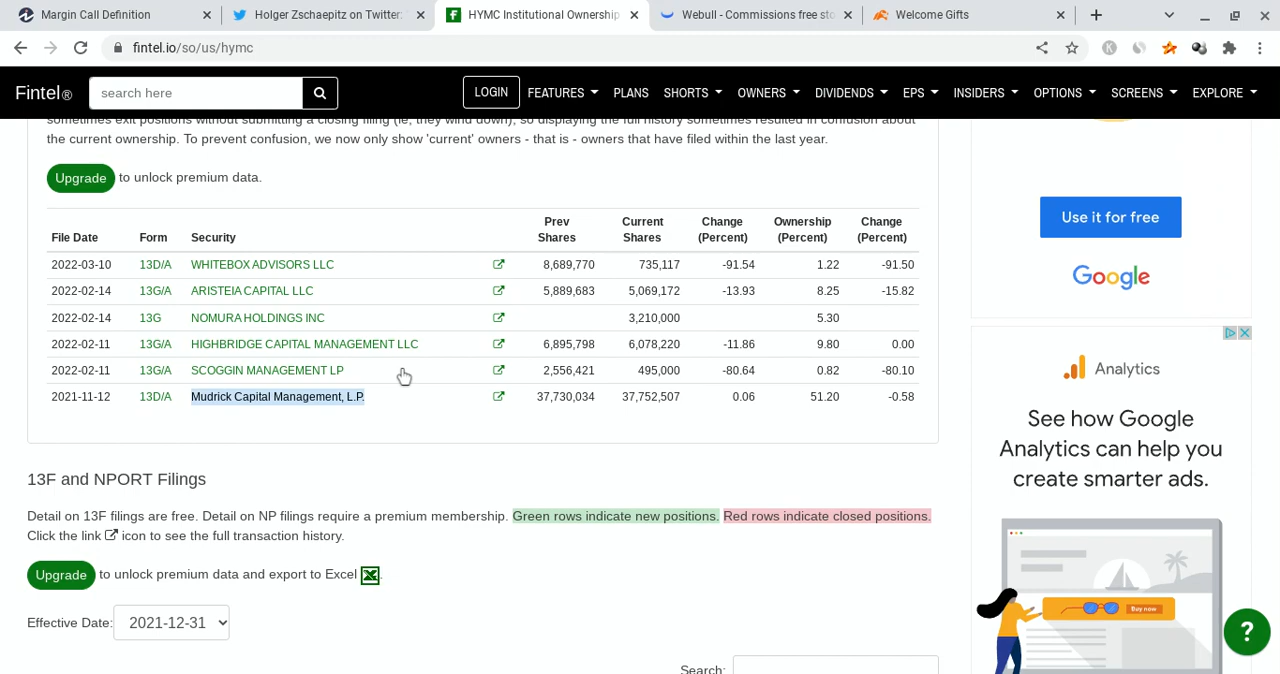 Margin Call Definition
Holger Zschaepitz on Twitter:
HYMC Institutional Ownership
Webull - Commissions free sto
Welcome Gifts
fintel.io/so/us/hymc
Fintel®
search here
LOGIN
FEATURES
PLANS
SHORTS
OWNERS
DIVIDENDS
EPS
INSIDERS
OPTIONS
SCREENS
EXPLORE
sometimes exit positions without submitting a closing filing (ie, they wind down), so displaying the full history sometimes resulted in confusion about
the current ownership. To prevent confusion, we now only show 'current' owners - that is - owners that have filed within the last year.
Upgrade to unlock premium data.
File Date Form Security Prev Shares Current Shares Change (Percent) Ownership (Percent) Change (Percent)
2022-03-10 13D/A WHITEBOX ADVISORS LLC 8,689,770 735,117 -91.54 1.22 -91.50
2022-02-14 13G/A ARISTEIA CAPITAL LLC 5,889,683 5,069,172 -13.93 8.25 -15.82
2022-02-14 13G NOMURA HOLDINGS INC 3,210,000 5.30
2022-02-11 13G/A HIGHBRIDGE CAPITAL MANAGEMENT LLC 6,895,798 6,078,220 -11.86 9.80 0.00
2022-02-11 13G/A SCOGGIN MANAGEMENT LP 2,556,421 495,000 -80.64 0.82 -80.10
2021-11-12 13D/A Mudrick Capital Management, L.P. 37,730,034 37,752,507 0.06 51.20 -0.58
13F and NPORT Filings
Detail on 13F filings are free. Detail on NP filings require a premium membership. Green rows indicate new positions. Red rows indicate closed positions.
Click the link icon to see the full transaction history.
Upgrade to unlock premium data and export to Excel .
Effective Date: 2021-12-31
Search:
Use it for free
Google
Analytics
See how Google
Analytics can help you
create smarter ads.
Buy now
?